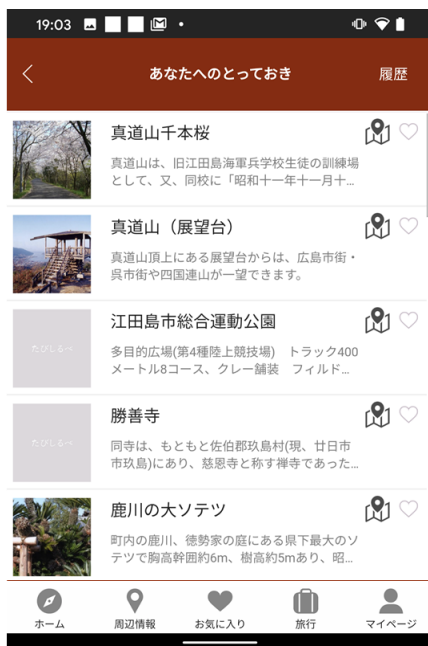 19:03
あなたへのとっておき
履歴
真道山千本桜
真道山は、旧江田島海軍兵学校生徒の訓練場
として、又、同校に「昭和十一年十一月十…
真道山（展望台）
真道山頂上にある展望台からは、広島市街・
呉市街や四国連山が一望できます。
たびしるべ
江田島市総合運動公園
多目的広場(第4種陸上競技場)　トラック400
メートル8コース、クレー舗装　フィールド…
たびしるべ
勝善寺
同寺は、もともと佐伯郡玖島村(現、廿日市
市玖島)にあり、慈恩寺と称す禅寺であった…
鹿川の大ソテツ
町内の鹿川、徳勢家の庭にある県下最大のソ
テツで胸高幹囲約6m、樹高約5mあり、昭…
ホーム
周辺情報
お気に入り
旅行
マイページ